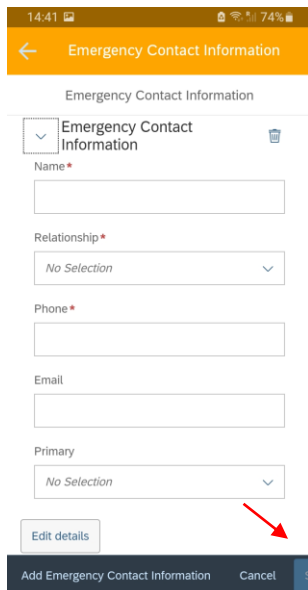 14:41 74%
Emergency Contact Information
Emergency Contact Information
Emergency Contact
Information
Name*
Relationship*
No Selection
Phone*
Email
Primary
No Selection
Edit details
Add Emergency Contact Information Cancel